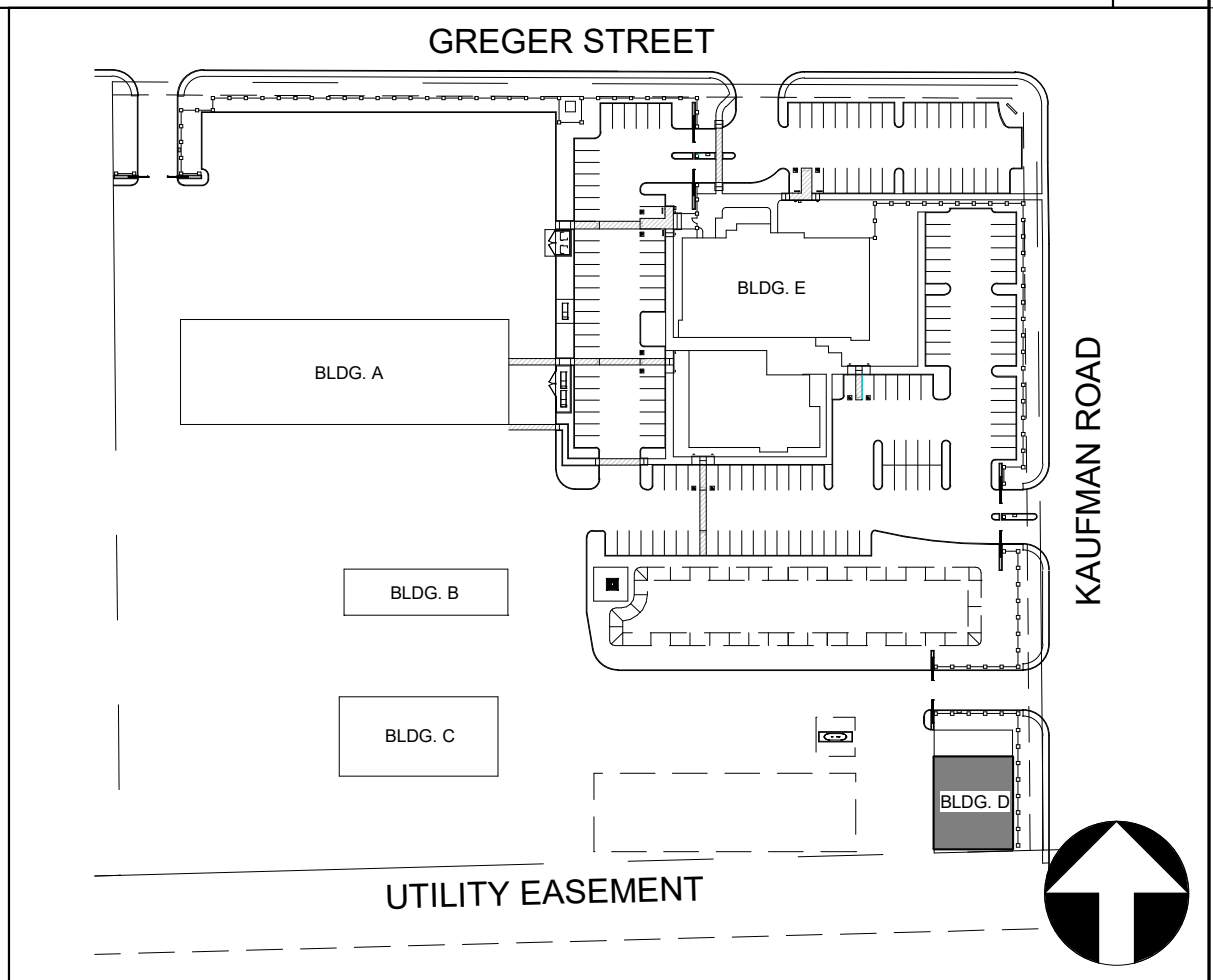 GREGER STREET
BLDG. E
KAUFMAN ROAD
BLDG. A
BLDG. B
BLDG. C
BLDG. D
UTILITY EASEMENT